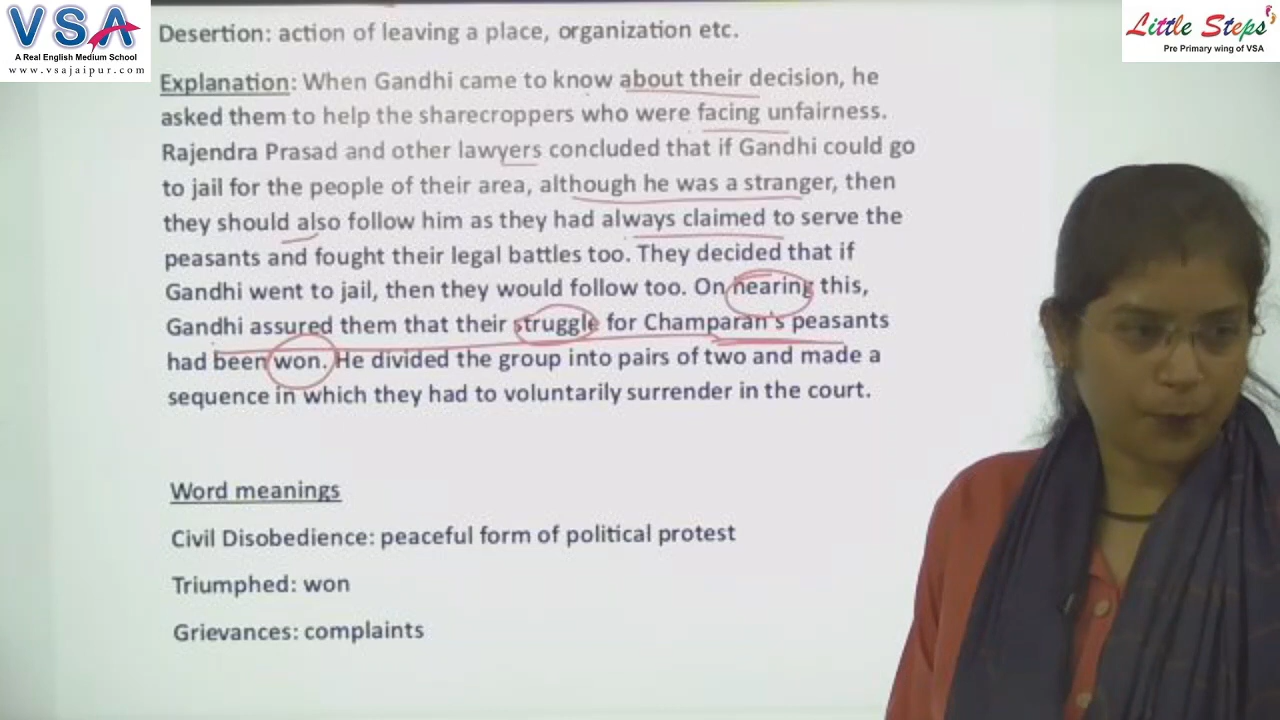 VSA
A Real English Medium School
www.vsajaipur.com
Little Steps
Pre Primary wing of VSA
Desertion: action of leaving a place, organization etc.
Explanation: When Gandhi came to know about their decision, he
asked them to help the sharecroppers who were facing unfairness.
Rajendra Prasad and other lawyers concluded that if Gandhi could go
to jail for the people of their area, although he was a stranger, then
they should also follow him as they had always claimed to serve the
peasants and fought their legal battles too. They decided that if
Gandhi went to jail, then they would follow too. On hearing this,
Gandhi assured them that their struggle for Champaran's peasants
had been won. He divided the group into pairs of two and made a
sequence in which they had to voluntarily surrender in the court.
Word meanings
Civil Disobedience: peaceful form of political protest
Triumphed: won
Grievances: complaints